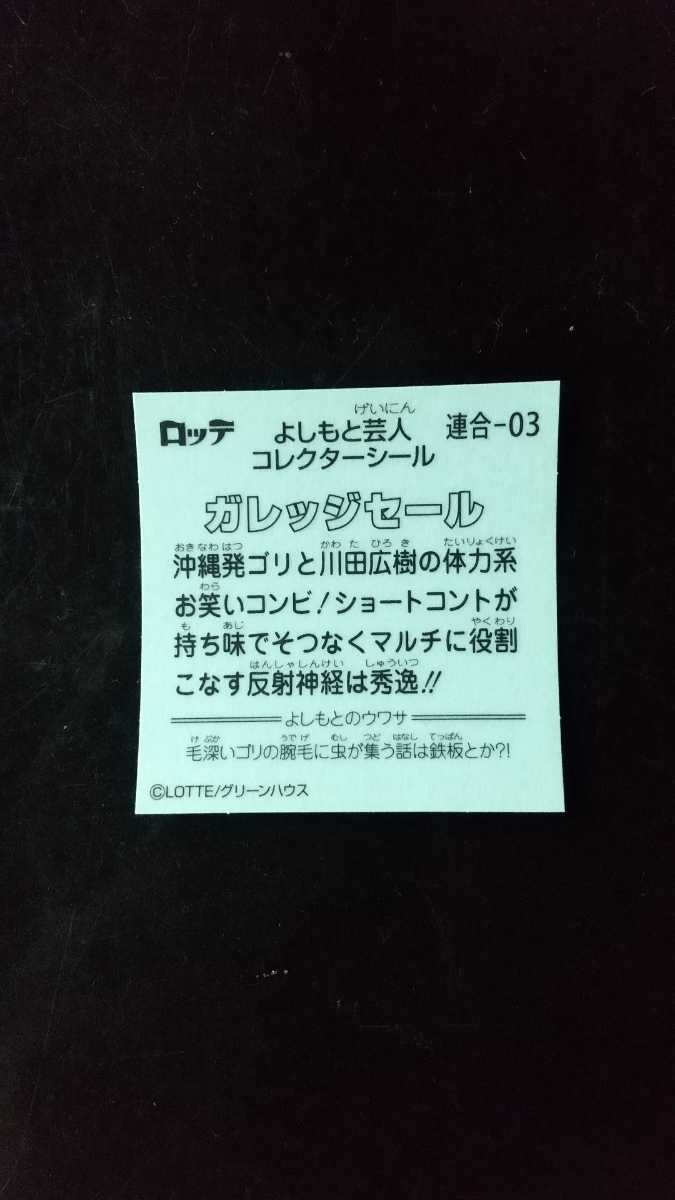 ロッテ よしもと芸人 連合-03
げいにん
コレクターシール
ガレッジセール
おきなわはつ かわたひろき たいりょくけい
沖縄発ゴリと川田広樹の体力系
わら
お笑いコンビ!ショートコントが
も あじ やくわり
持ち味でそつなくマルチに役割
はんしゃしんけい しゅういつ
こなす反射神経は秀逸!!
よしもとのウワサ
けぶか うでげ むし つど はなし てっぱん
毛深いゴリの腕毛に虫が集う話は鉄板とか?!
©LOTTE/グリーンハウス